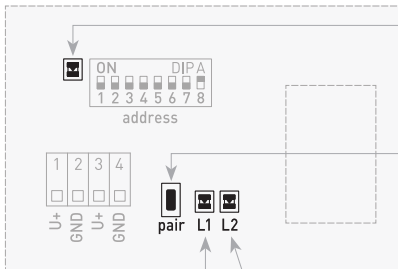 ON DIP A
1 2 3 4 5 6 7 8
address
1 2 3 4
U+ GND U+ GND
pair L1 L2